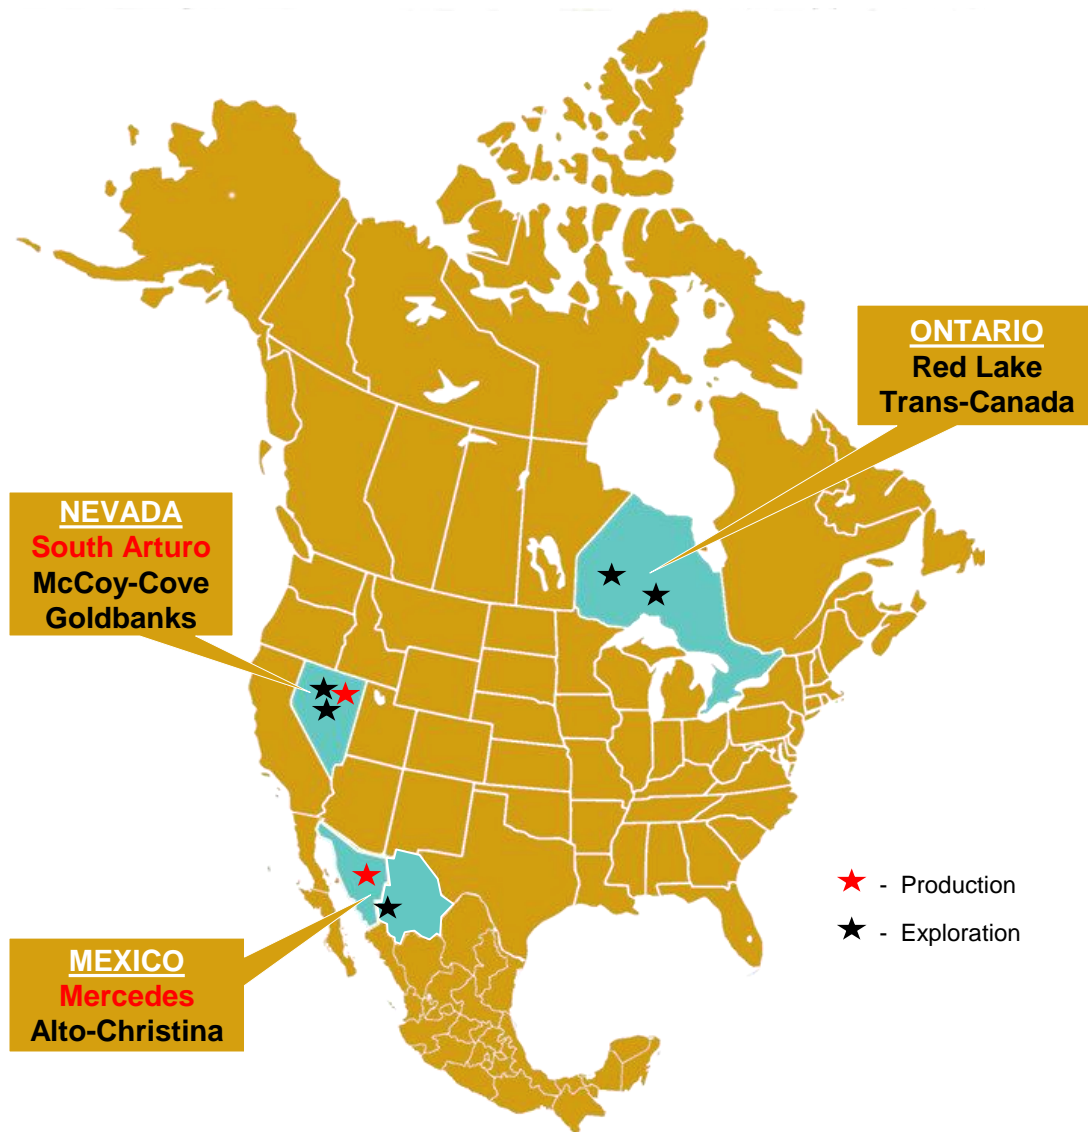 ONTARIO
Red Lake
Trans-Canada
NEVADA
South Arturo
McCoy-Cove
Goldbanks
MEXICO
Mercedes
Alto-Christina
- Production
- Exploration